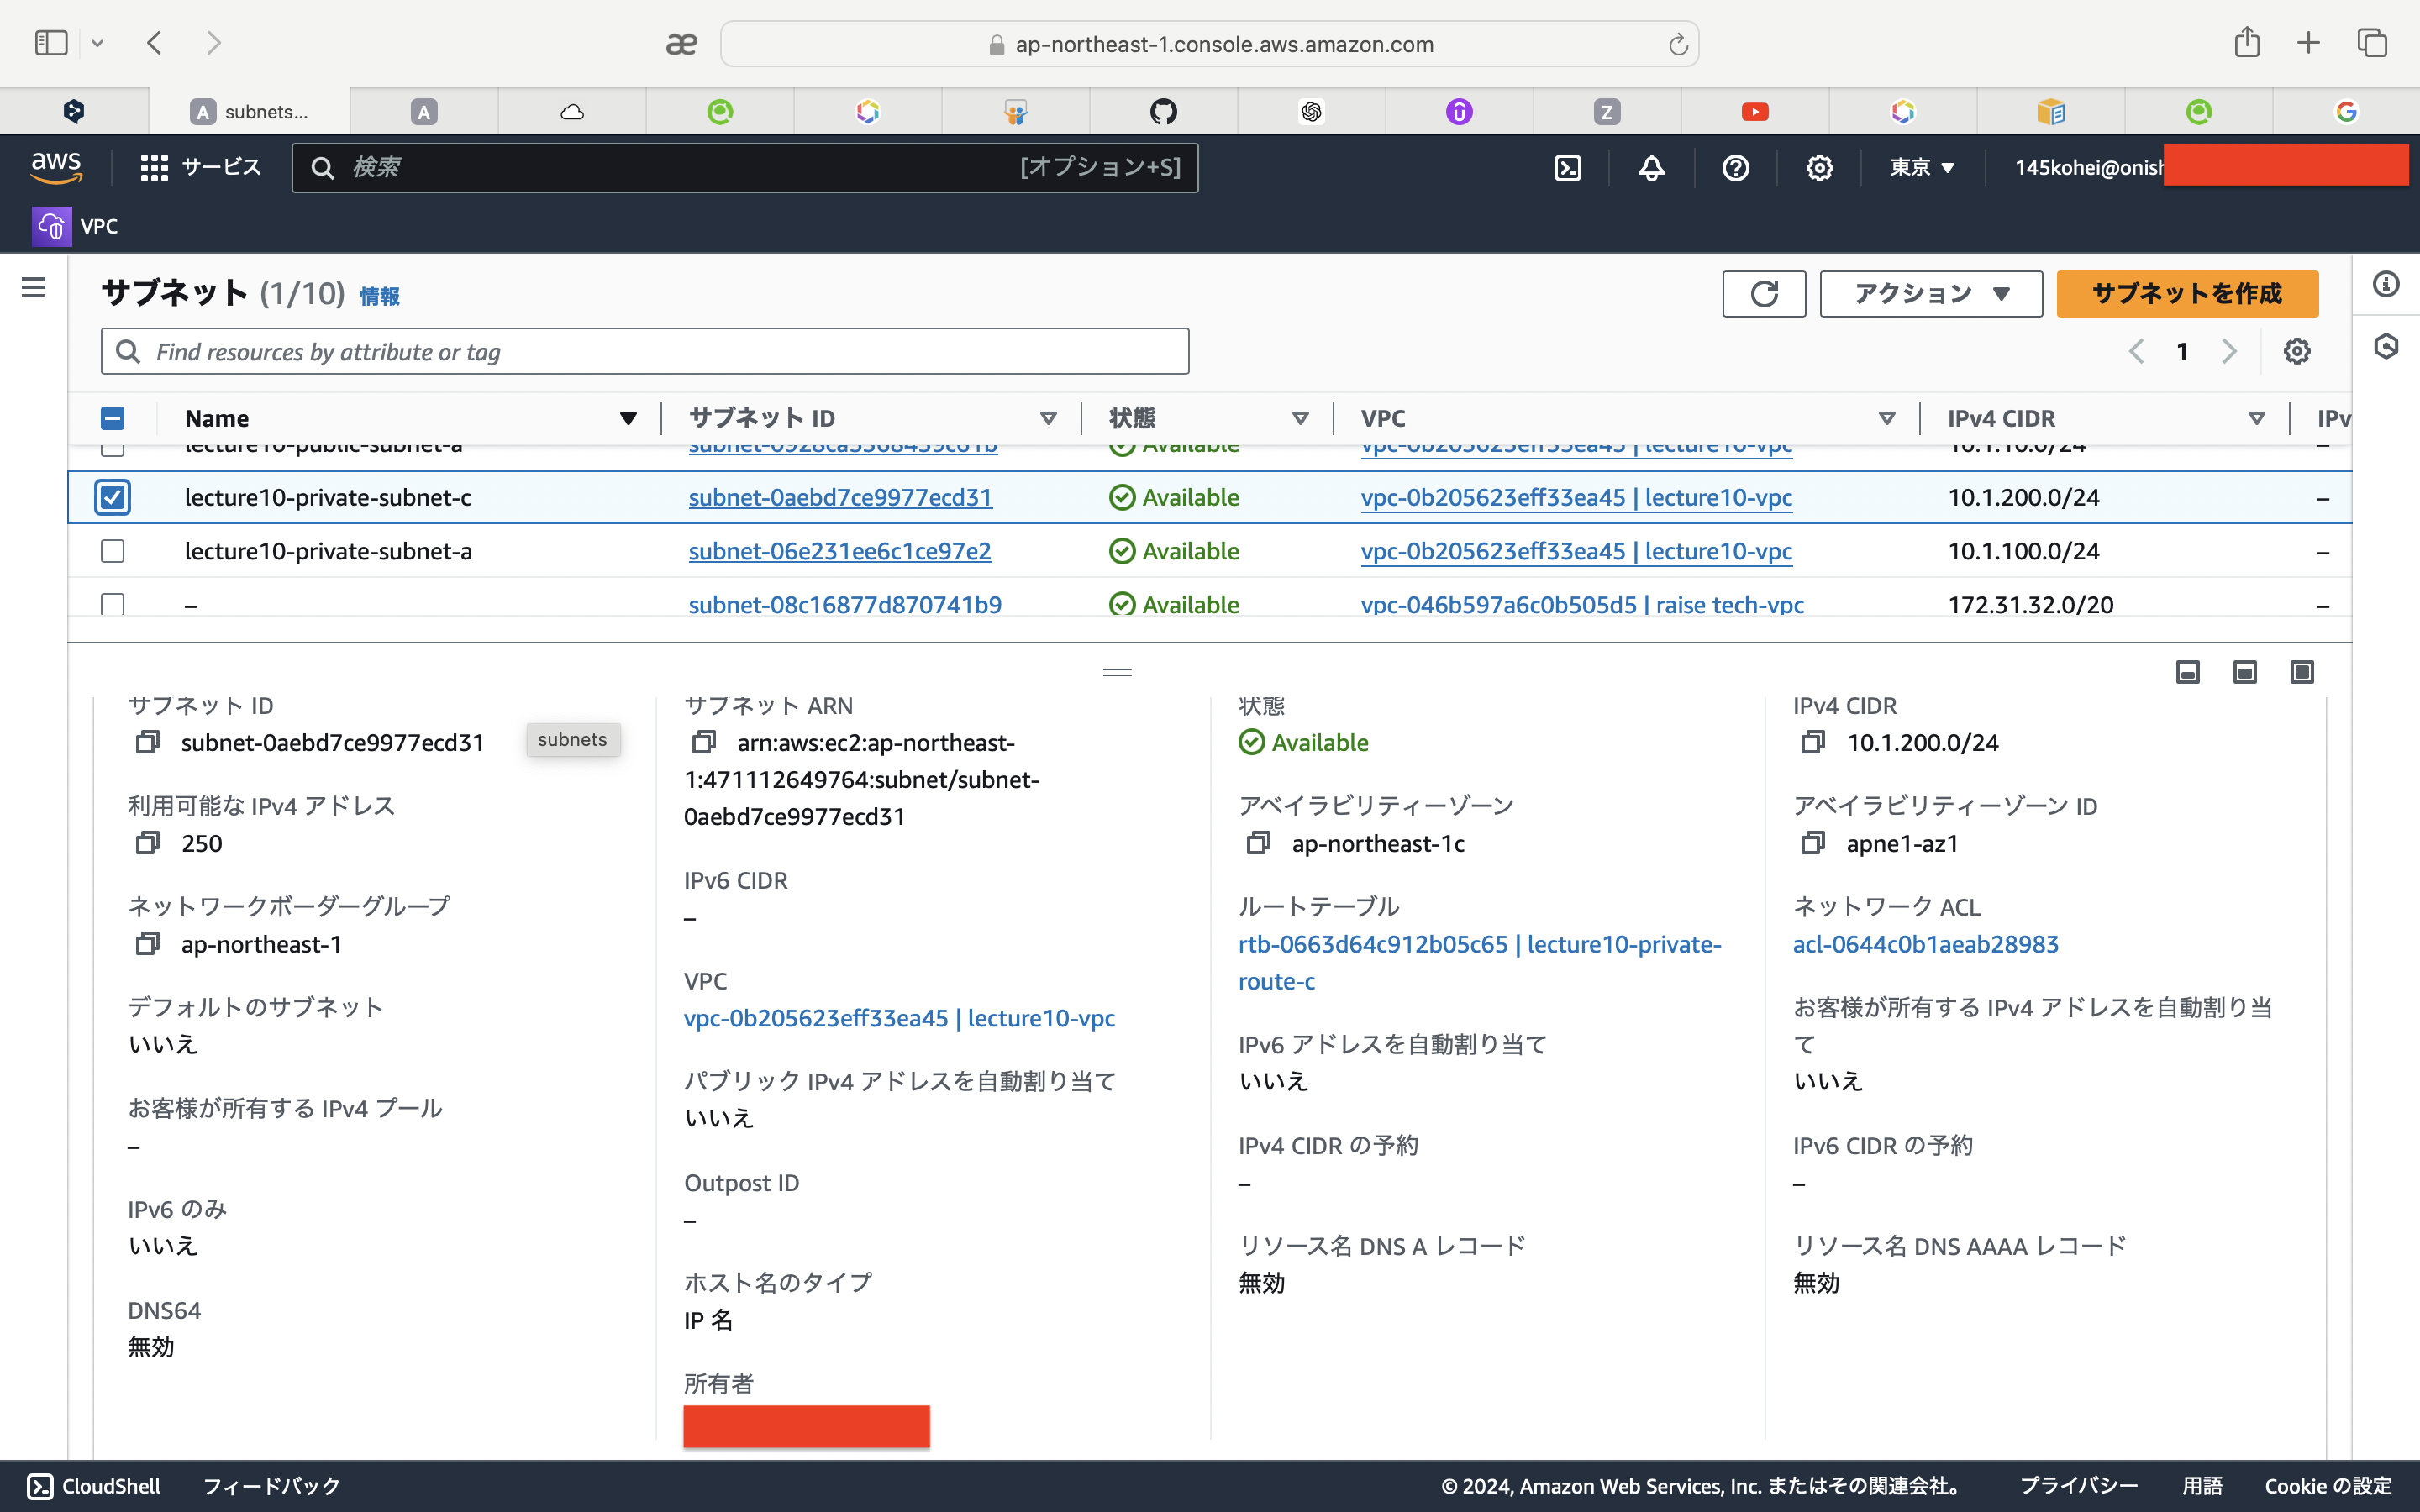 ap-northeast-1.console.aws.amazon.com
subnets...
aws
サービス
検索
[オプション+S]
東京
145kohei@onish
VPC
サブネット (1/10) 情報
アクション
サブネットを作成
Find resources by attribute or tag
1
Name サブネット ID 状態 VPC IPv4 CIDR IPv
lecture10-public-subnet-a Available vpc-0b205623eff33ea45 | lecture10-vpc 10.1.10.0/24 –
lecture10-private-subnet-c subnet-0aebd7ce9977ecd31 Available vpc-0b205623eff33ea45 | lecture10-vpc 10.1.200.0/24 –
lecture10-private-subnet-a subnet-06e231ee6c1ce97e2 Available vpc-0b205623eff33ea45 | lecture10-vpc 10.1.100.0/24 –
– subnet-08c16877d870741b9 Available vpc-046b597a6c0b505d5 | raise tech-vpc 172.31.32.0/20 –
サブネット ID
subnet-0aebd7ce9977ecd31
subnets
利用可能な IPv4 アドレス
250
ネットワークボーダーグループ
ap-northeast-1
デフォルトのサブネット
いいえ
お客様が所有する IPv4 プール
–
IPv6 のみ
いいえ
DNS64
無効
サブネット ARN
arn:aws:ec2:ap-northeast-
1:471112649764:subnet/subnet-
0aebd7ce9977ecd31
IPv6 CIDR
–
VPC
vpc-0b205623eff33ea45 | lecture10-vpc
パブリック IPv4 アドレスを自動割り当て
いいえ
Outpost ID
–
ホスト名のタイプ
IP 名
所有者
状態
Available
アベイラビリティーゾーン
ap-northeast-1c
ルートテーブル
rtb-0663d64c912b05c65 | lecture10-private-
route-c
IPv6 アドレスを自動割り当て
いいえ
IPv4 CIDR の予約
–
リソース名 DNS A レコード
無効
IPv4 CIDR
10.1.200.0/24
アベイラビリティーゾーン ID
apne1-az1
ネットワーク ACL
acl-0644c0b1aeab28983
お客様が所有する IPv4 アドレスを自動割り当
て
いいえ
IPv6 CIDR の予約
–
リソース名 DNS AAAA レコード
無効
CloudShell
フィードバック
© 2024, Amazon Web Services, Inc. またはその関連会社。
プライバシー
用語
Cookie の設定